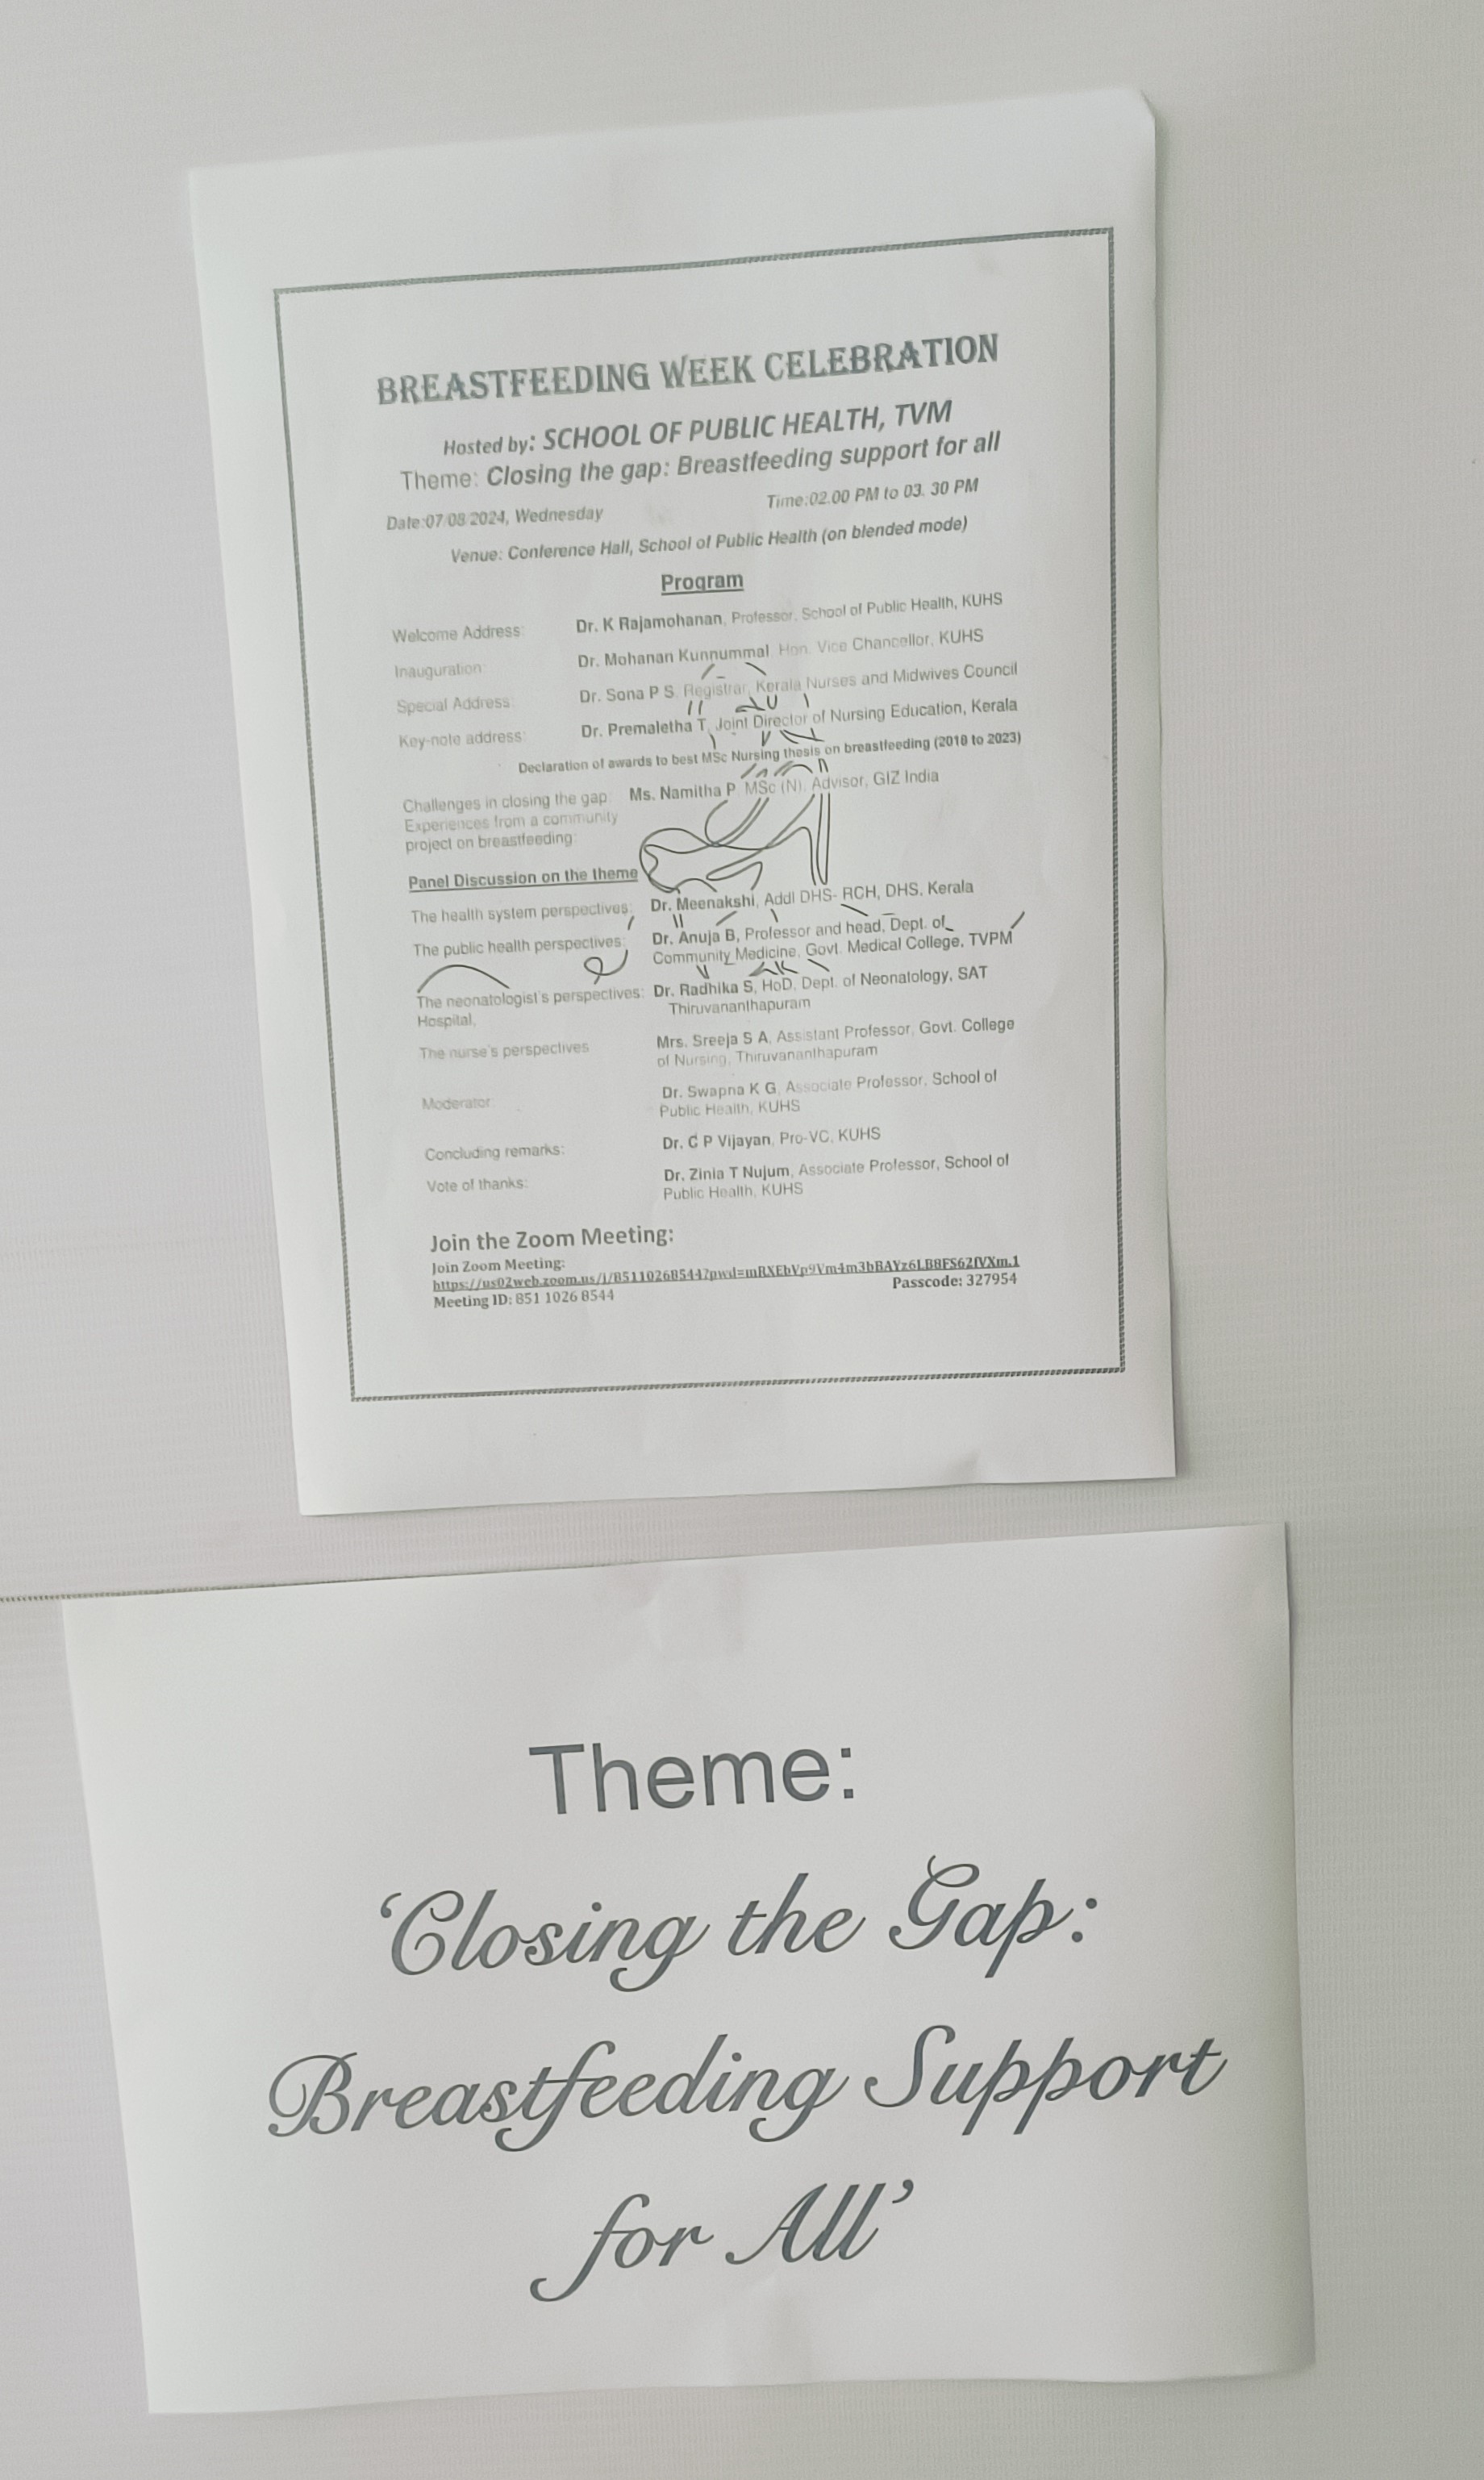 BREASTFEEDING WEEK CELEBRATION
Hosted by: SCHOOL OF PUBLIC HEALTH, TVM
Theme: Closing the gap: Breastfeeding support for all
Date:07/08/2024, Wednesday Time:02.00 PM to 03. 30 PM
Venue: Conference Hall, School of Public Health (on blended mode)
Program
Welcome Address: Dr. K Rajamohanan, Professor, School of Public Health, KUHS
Inauguration: Dr. Mohanan Kunnummal, Hon. Vice Chancellor, KUHS
Special Address: Dr. Sona P S, Registrar, Kerala Nurses and Midwives Council
Key-note address: Dr. Premaletha T, Joint Director of Nursing Education, Kerala
Declaration of awards to best MSc Nursing thesis on breastfeeding (2018 to 2023)
Challenges in closing the gap: Ms. Namitha P, MSc (N), Advisor, GIZ India
Experiences from a community
project on breastfeeding:
Panel Discussion on the theme
The health system perspectives: Dr. Meenakshi, Addl DHS- RCH, DHS, Kerala
The public health perspectives: Dr. Anuja B, Professor and head, Dept. of
Community Medicine, Govt. Medical College, TVPM
The neonatologist's perspectives: Dr. Radhika S, HoD, Dept. of Neonatology, SAT
Hospital, Thiruvananthapuram
The nurse's perspectives Mrs. Sreeja S A, Assistant Professor, Govt. College
of Nursing, Thiruvananthapuram
Moderator: Dr. Swapna K G, Associate Professor, School of
Public Health, KUHS
Concluding remarks: Dr. C P Vijayan, Pro-VC, KUHS
Vote of thanks: Dr. Zinia T Nujum, Associate Professor, School of
Public Health, KUHS
Join the Zoom Meeting:
Join Zoom Meeting:
Passcode: 327954
Meeting ID: 851 1026 8544
Theme:
‘Closing the Gap:
Breastfeeding Support
for All’